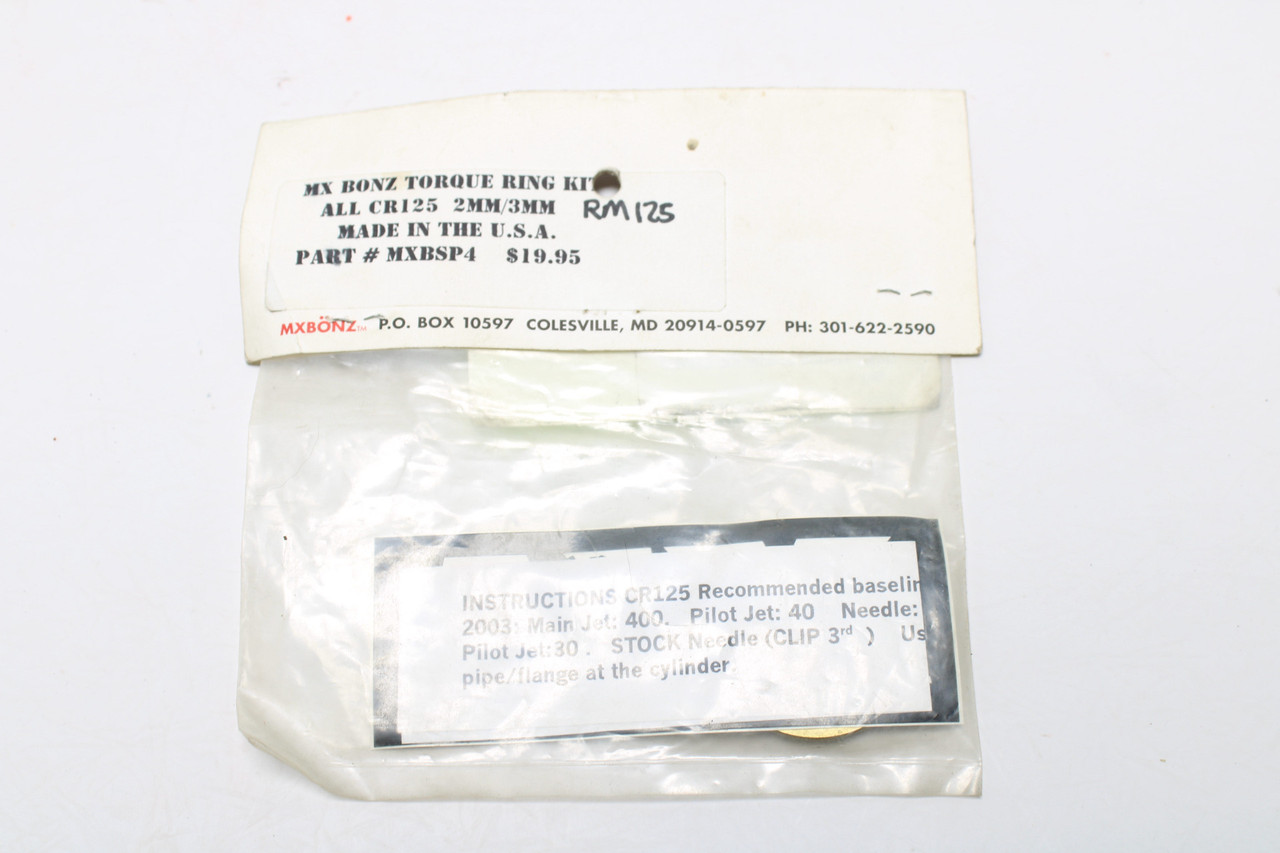 MX BONZ TORQUE RING KIT
ALL CR125 2MM/3MM RM125
MADE IN THE U.S.A.
PART # MXBSP4 $19.95
MXBÖNZ™ P.O. BOX 10597 COLESVILLE, MD 20914-0597 PH: 301-622-2590
INSTRUCTIONS CR125 Recommended baselin
2003: Main Jet: 400. Pilot Jet: 40 Needle:
Pilot Jet:30 . STOCK Needle (CLIP 3rd ) Us
pipe/flange at the cylinder.